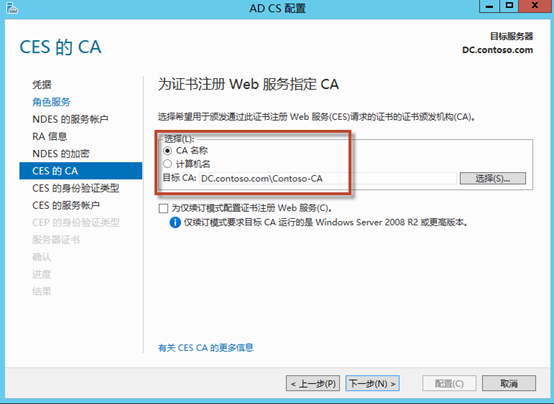 AD CS 配置
CES 的 CA
目标服务器
DC.contoso.com
凭据
角色服务
NDES 的服务帐户
RA 信息
NDES 的加密
CES 的 CA
CES 的身份验证类型
CES 的服务帐户
CEP 的身份验证类型
服务器证书
确认
进度
结果
为证书注册 Web 服务指定 CA
选择希望用于颁发通过此证书注册 Web 服务(CES)请求的证书的证书颁发机构(CA)。
选择(L):
CA 名称
计算机名
目标 CA: DC.contoso.com\Contoso-CA 选择(S)...
为仅续订模式配置证书注册 Web 服务(C)。
仅续订模式要求目标 CA 运行的是 Windows Server 2008 R2 或更高版本。
有关 CES CA 的更多信息
< 上一步(P) 下一步(N) > 配置(C) 取消